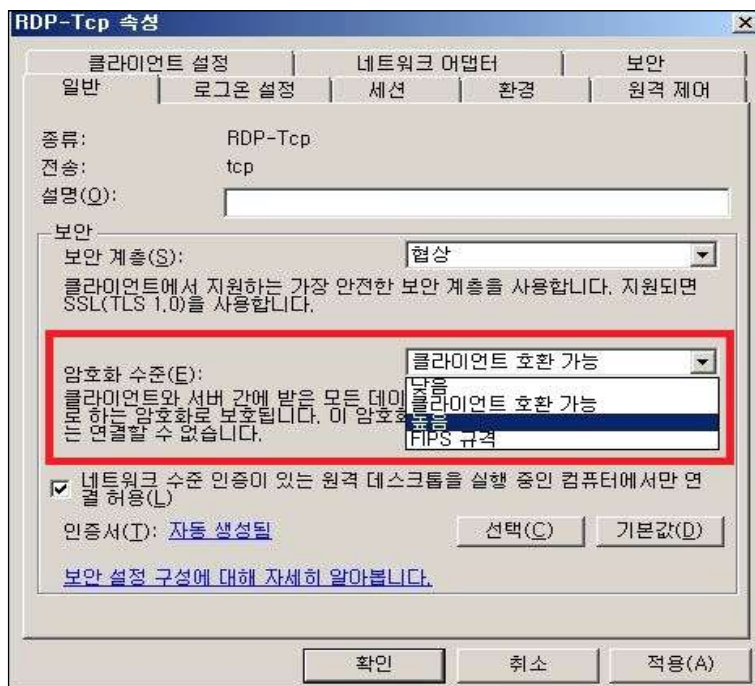 RDP-Tcp 속성
클라이언트 설정 네트워크 어댑터 보안
일반 로그온 설정 세션 환경 원격 제어
종류: RDP-Tcp
전송: tcp
설명(O):
보안
보안 계층(S): 협상
클라이언트에서 지원하는 가장 안전한 보안 계층을 사용합니다. 지원되면
SSL(TLS 1.0)을 사용합니다.
암호화 수준(E): 클라이언트 호환 가능
낮음
클라이언트와 서버 간에 받은 모든 데이 클라이언트 호환 가능
로 하는 암호화로 보호됩니다. 이 암호화 높음
는 연결할 수 없습니다. FIPS 규격
네트워크 수준 인증이 있는 원격 데스크톱을 실행 중인 컴퓨터에서만 연
결 허용(L)
인증서(T): 자동 생성됨 선택(C) 기본값(D)
보안 설정 구성에 대해 자세히 알아봅니다.
확인 취소 적용(A)